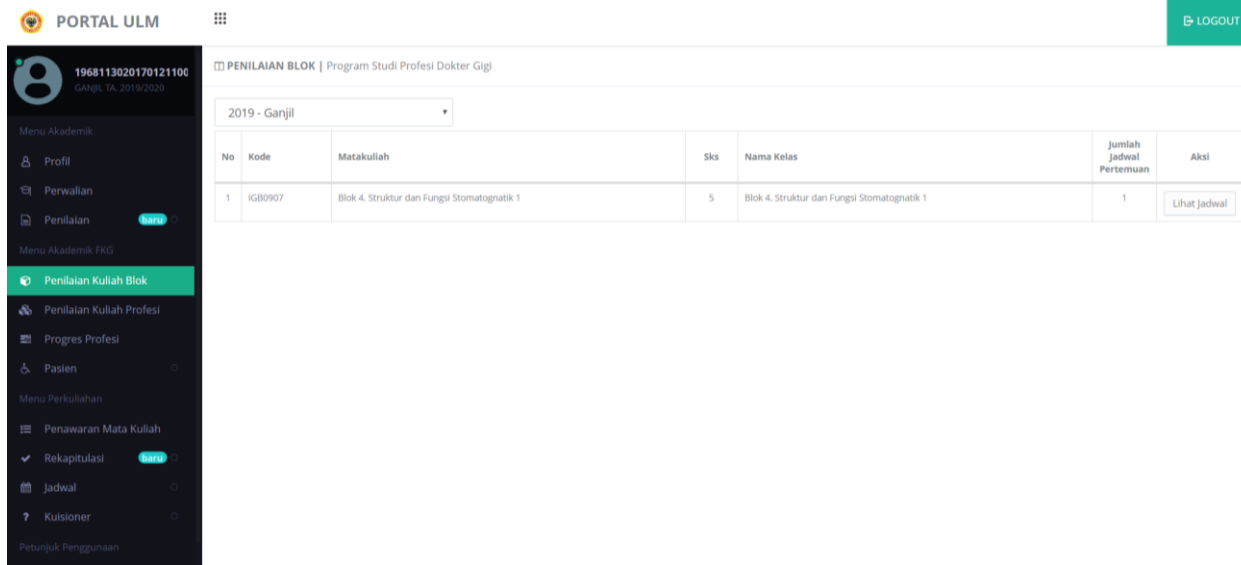 PORTAL ULM
LOGOUT
1968113020170121100
GANJIL TA. 2019/2020
PENILAIAN BLOK | Program Studi Profesi Dokter Gigi
2019 - Ganjil
No Kode Matakuliah Sks Nama Kelas Jumlah Jadwal Pertemuan Aksi
1 IGB0907 Blok 4. Struktur dan Fungsi Stomatognatik 1 5 Blok 4. Struktur dan Fungsi Stomatognatik 1 1 Lihat Jadwal
Menu Akademik
Profil
Perwalian
Penilaian baru
Menu Akademik FKG
Penilaian Kuliah Blok
Penilaian Kuliah Profesi
Progres Profesi
Pasien
Menu Perkuliahan
Penawaran Mata Kuliah
Rekapitulasi baru
Jadwal
Kuisioner
Petunjuk Penggunaan